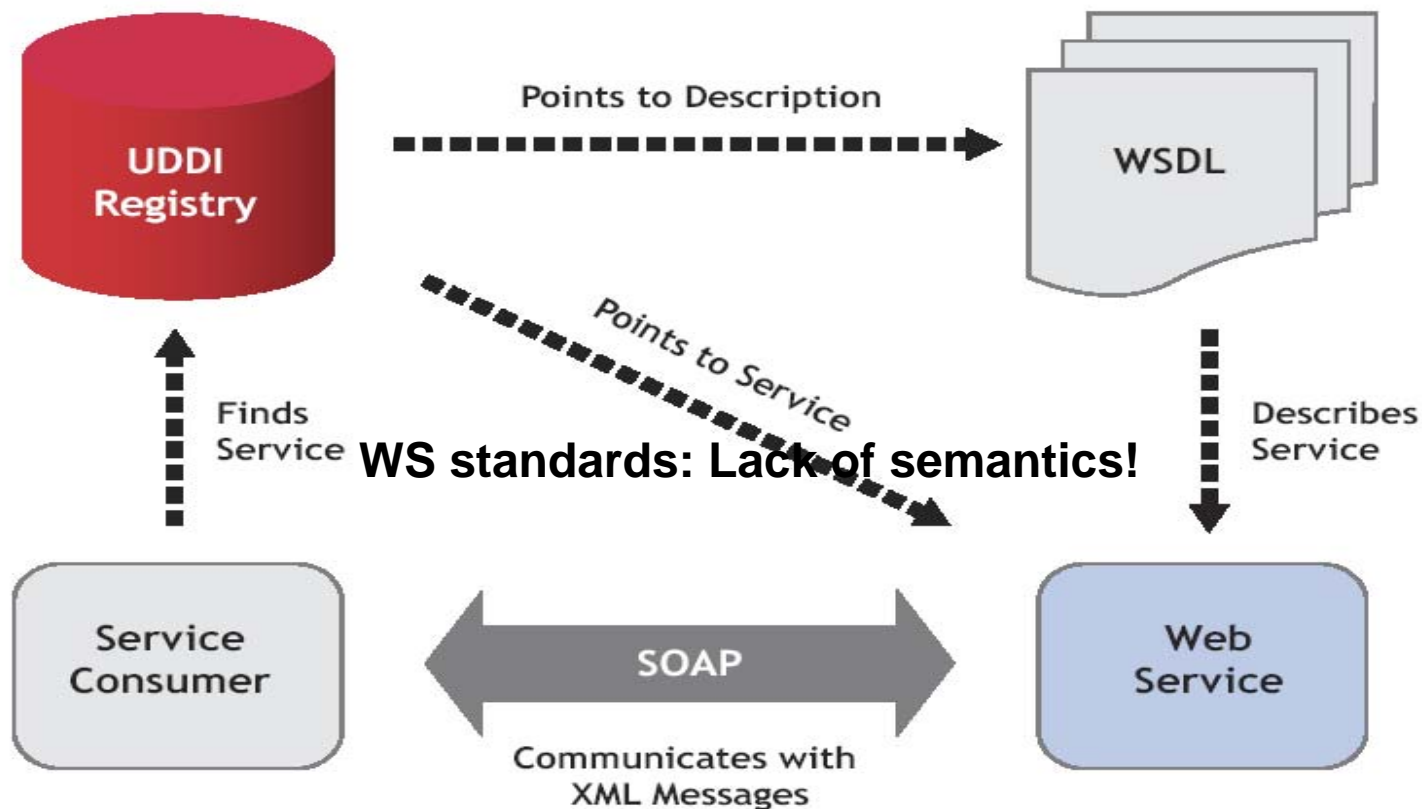 Points to Description
UDDI
Registry
WSDL
Points to Service
Finds
Service
Describes
Service
WS standards: Lack of semantics!
Service
Consumer
SOAP
Web
Service
Communicates with
XML Messages